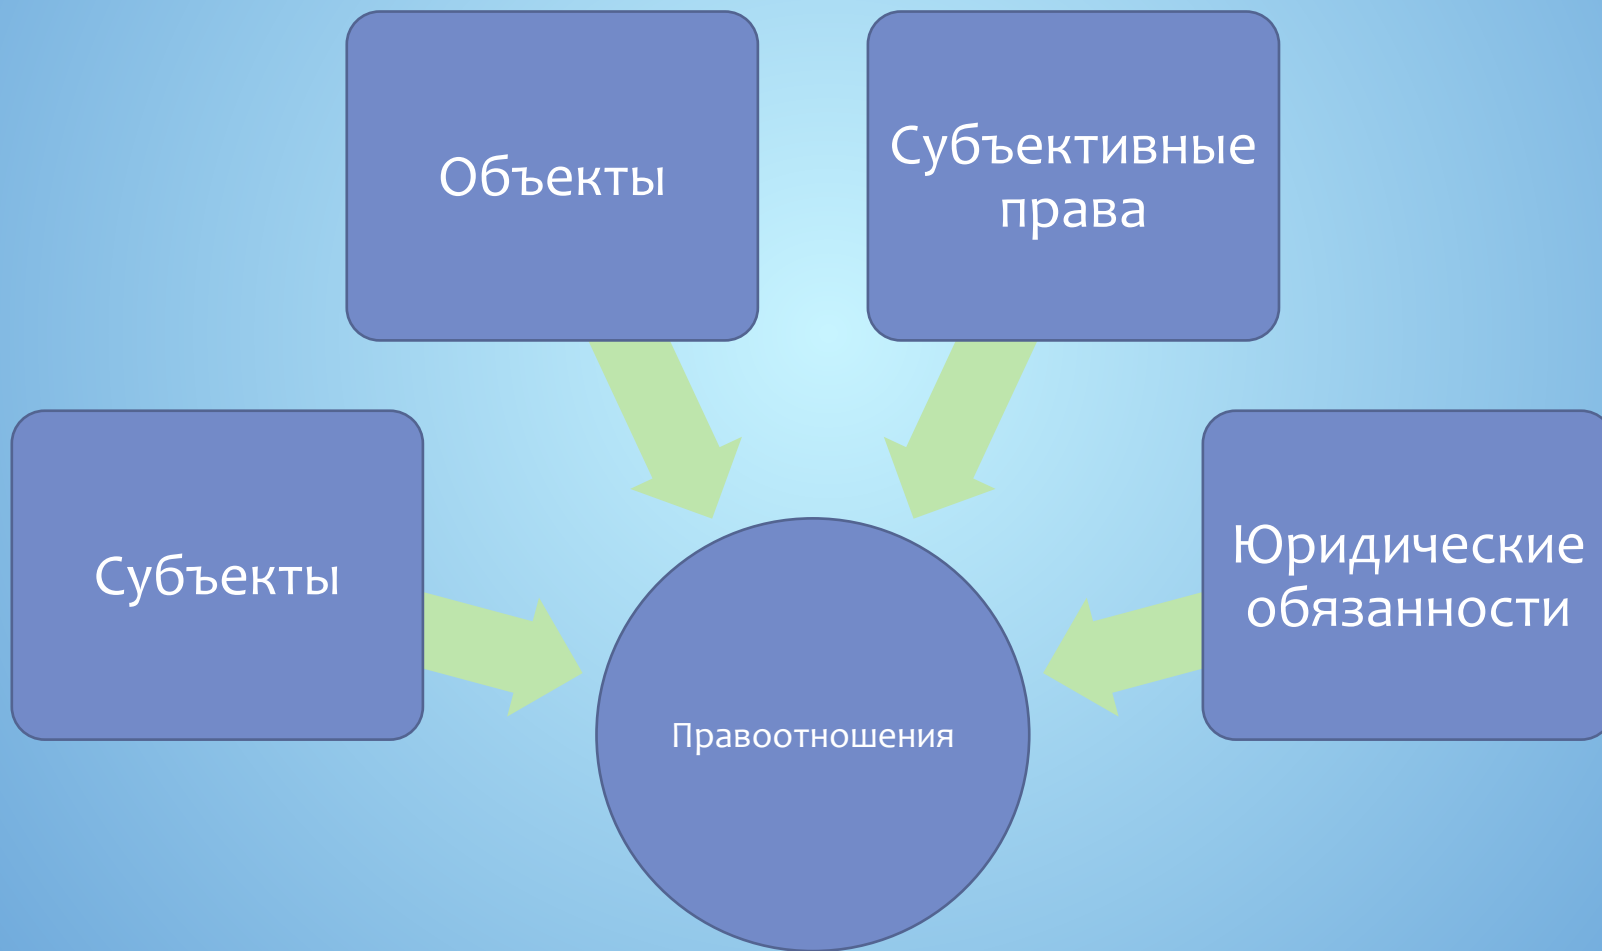 Объекты
Субъективные
права
Субъекты
Юридические
обязанности
Правоотношения